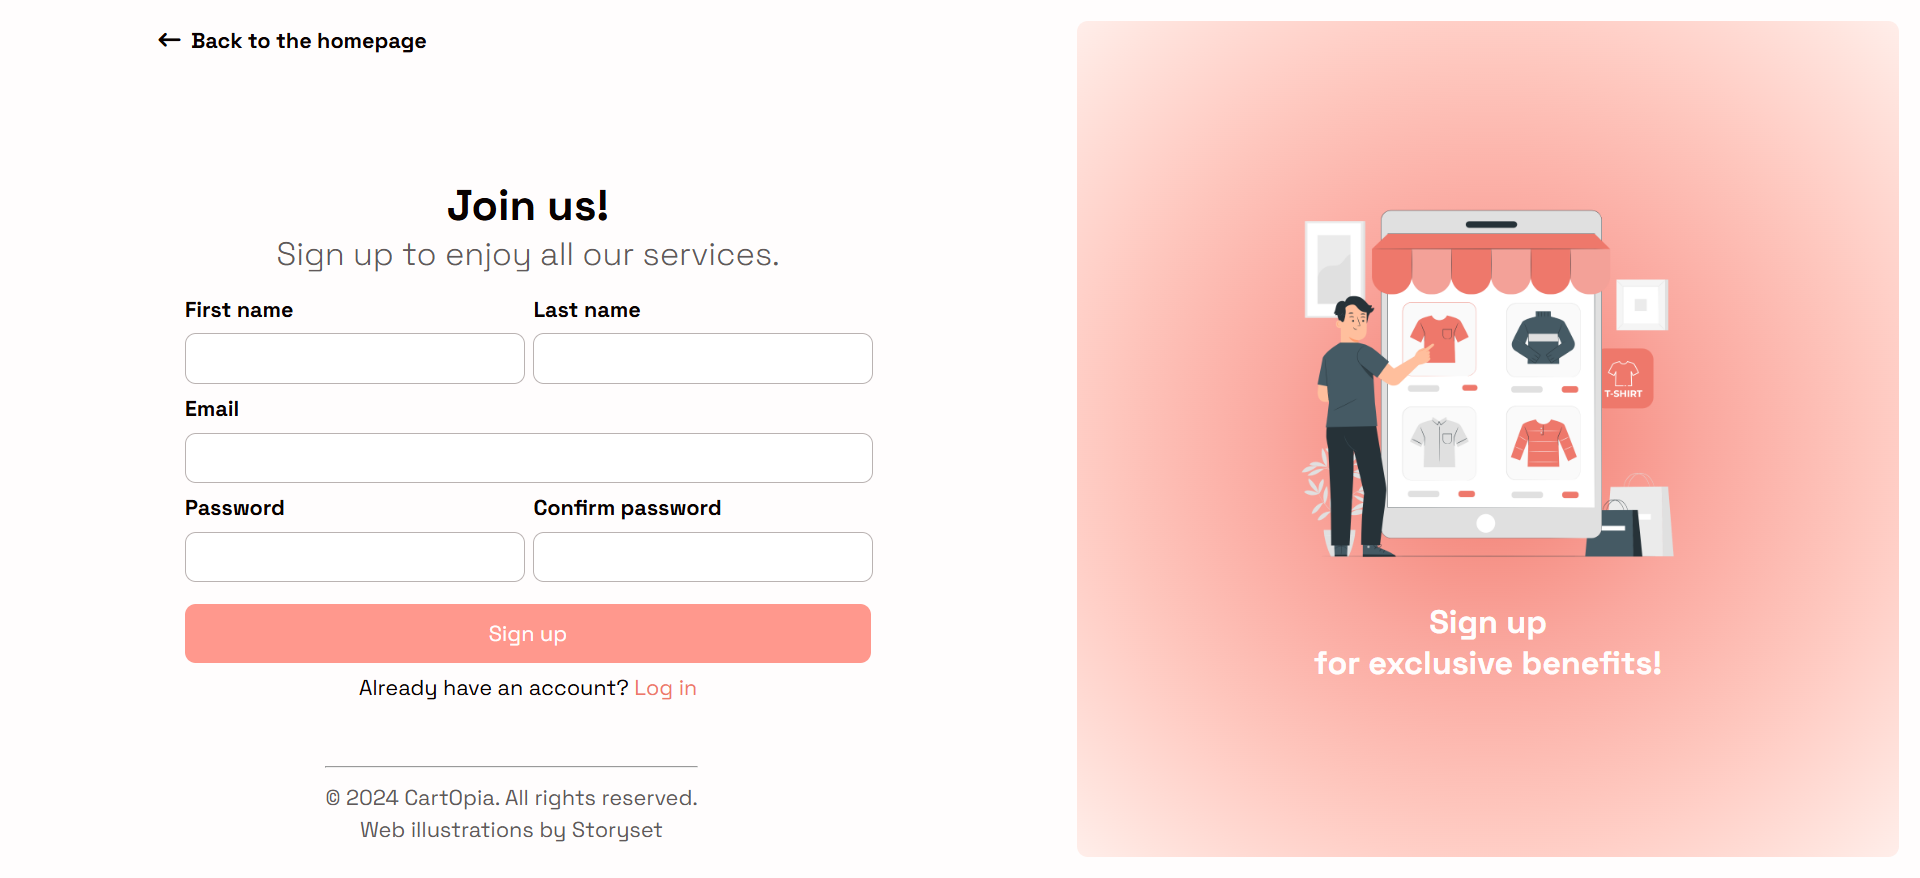 ← Back to the homepage
Join us!
Sign up to enjoy all our services.
First name
Last name
Email
Password
Confirm password
Sign up
Already have an account? Log in
© 2024 CartOpia. All rights reserved.
Web illustrations by Storyset
T-SHIRT
Sign up
for exclusive benefits!